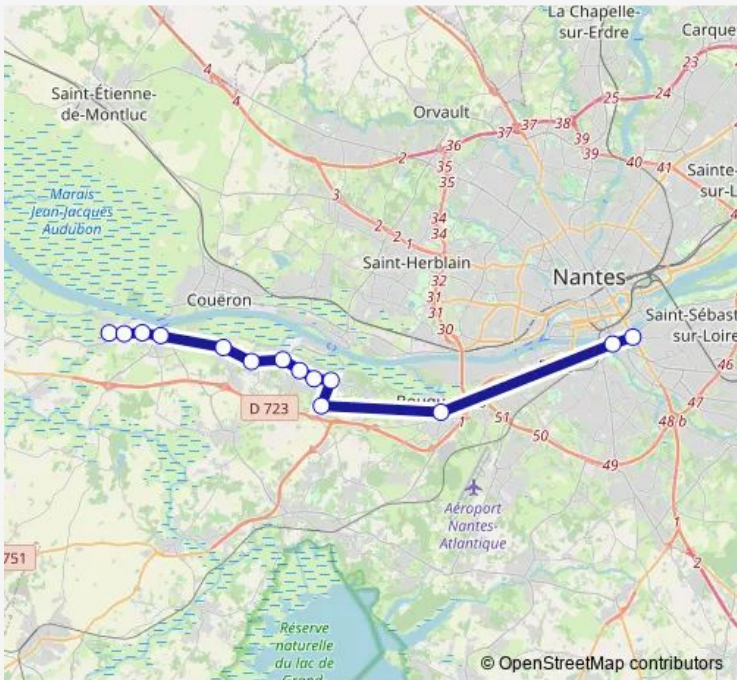 La Chapelle-
sur-Erdre
Carque
23
24
25
4
4
Saint-Étienne-
de-Montluc
Orvault
37
37
38
39
39
40
41
36
35
35
2
3
Sainte-
sur-L
Marais
Jean-Jacques
Audubon
2
2
1
34
34
Saint-Herblain
32
31
31
30
Nantes
Couëron
Saint-Sébast
sur-Loire
47
46
D 723
Bougu
1
51
50
49
48 b
Aéroport
Nantes-
Atlantique
751
1
2
Réserve
naturelle
du lac de
Grand
© OpenStreetMap contributors